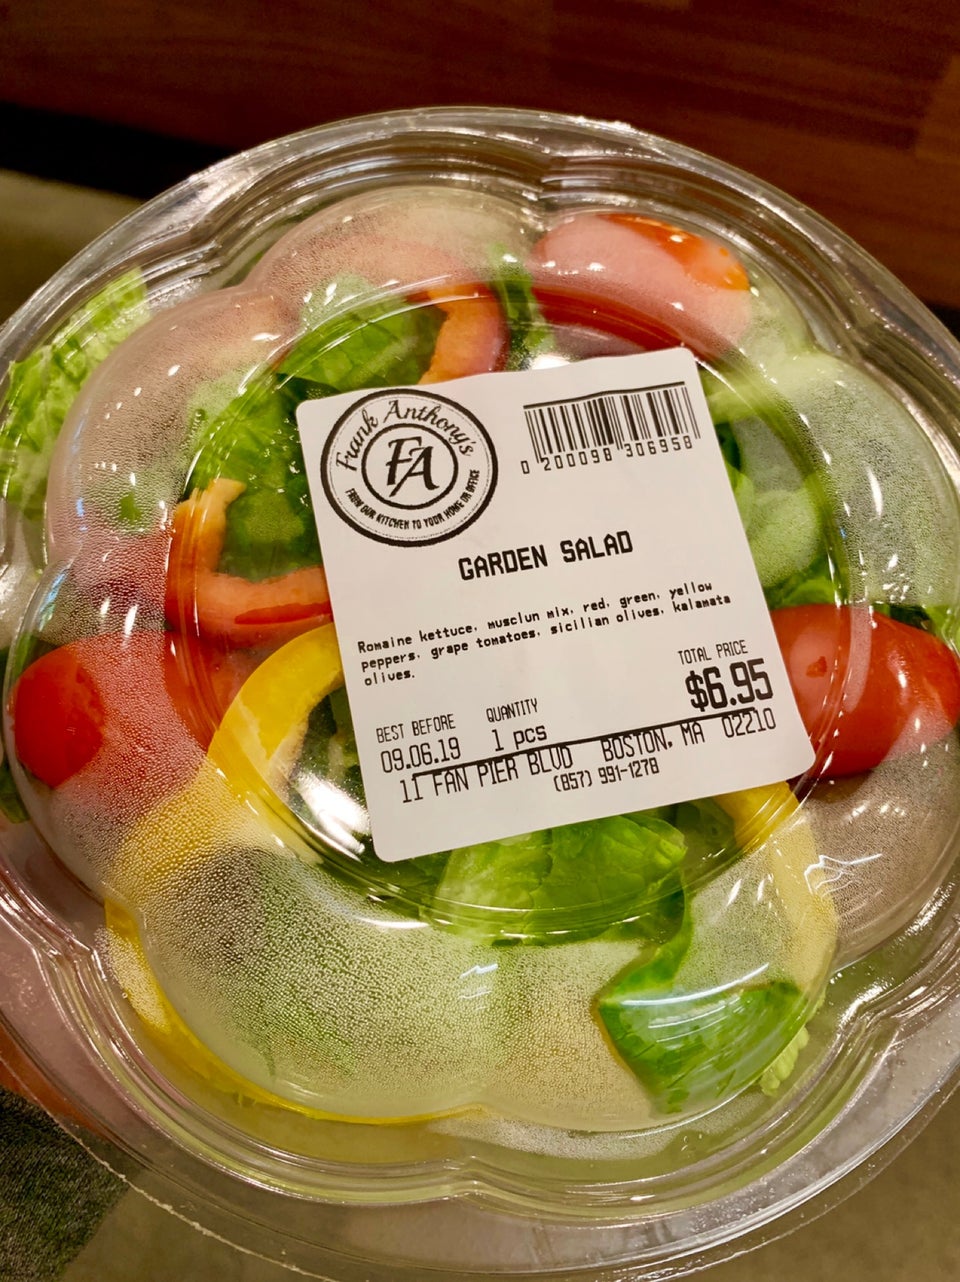 Frank Anthony's
FA
FROM OUR KITCHEN TO YOUR HOME OR OFFICE
0 200098 306958
GARDEN SALAD
Romaine kettuce, musclun mix, red, green, yellow
peppers, grape tomatoes, sicilian olives, kalamata
olives.
TOTAL PRICE
$6.95
BEST BEFORE QUANTITY
09.06.19 1 pcs
11 FAN PIER BLVD BOSTON, MA 02210
(857) 991-1278